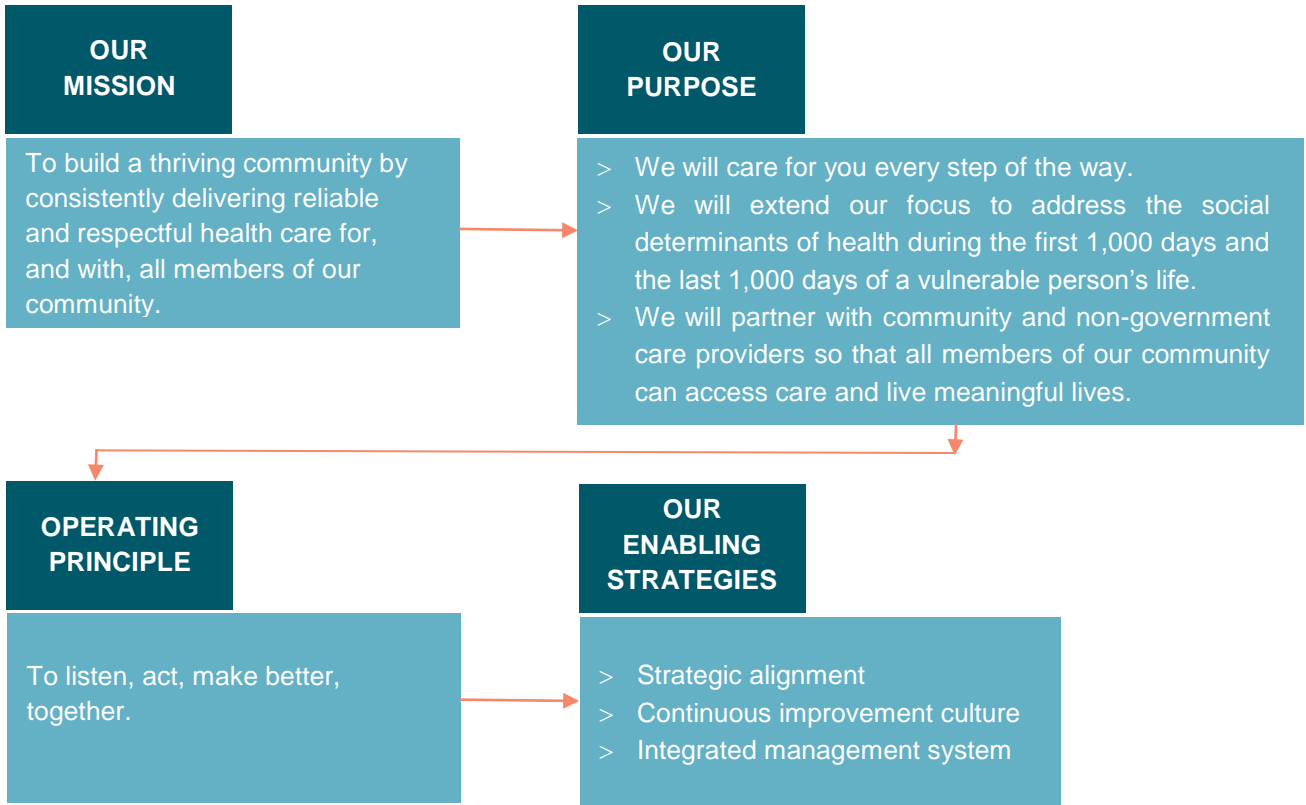 OUR
MISSION
To build a thriving community by
consistently delivering reliable
and respectful health care for,
and with, all members of our
community.
OUR
PURPOSE
> We will care for you every step of the way.
> We will extend our focus to address the social
determinants of health during the first 1,000 days and
the last 1,000 days of a vulnerable person’s life.
> We will partner with community and non-government
care providers so that all members of our community
can access care and live meaningful lives.
OPERATING
PRINCIPLE
To listen, act, make better,
together.
OUR
ENABLING
STRATEGIES
> Strategic alignment
> Continuous improvement culture
> Integrated management system